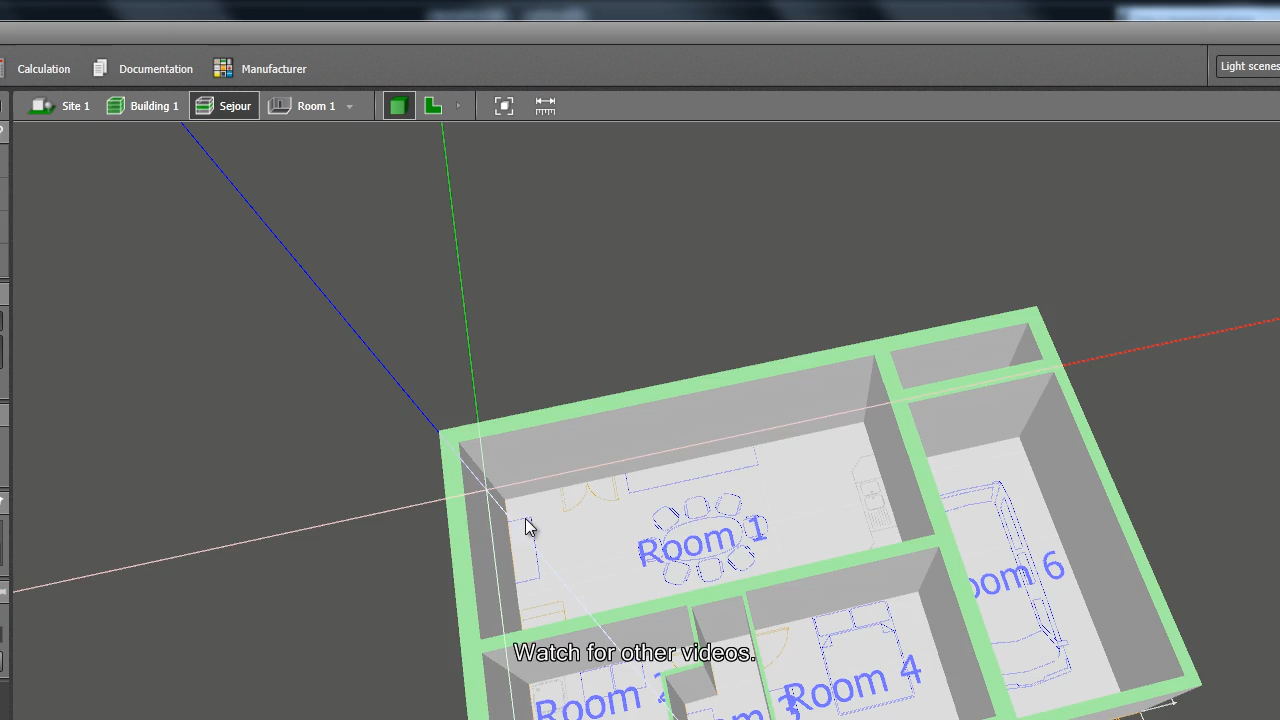 Calculation Documentation Manufacturer Light scenes
Site 1 Building 1 Sejour Room 1
Room 1
oom 6
Room 4
Room
Watch for other videos.